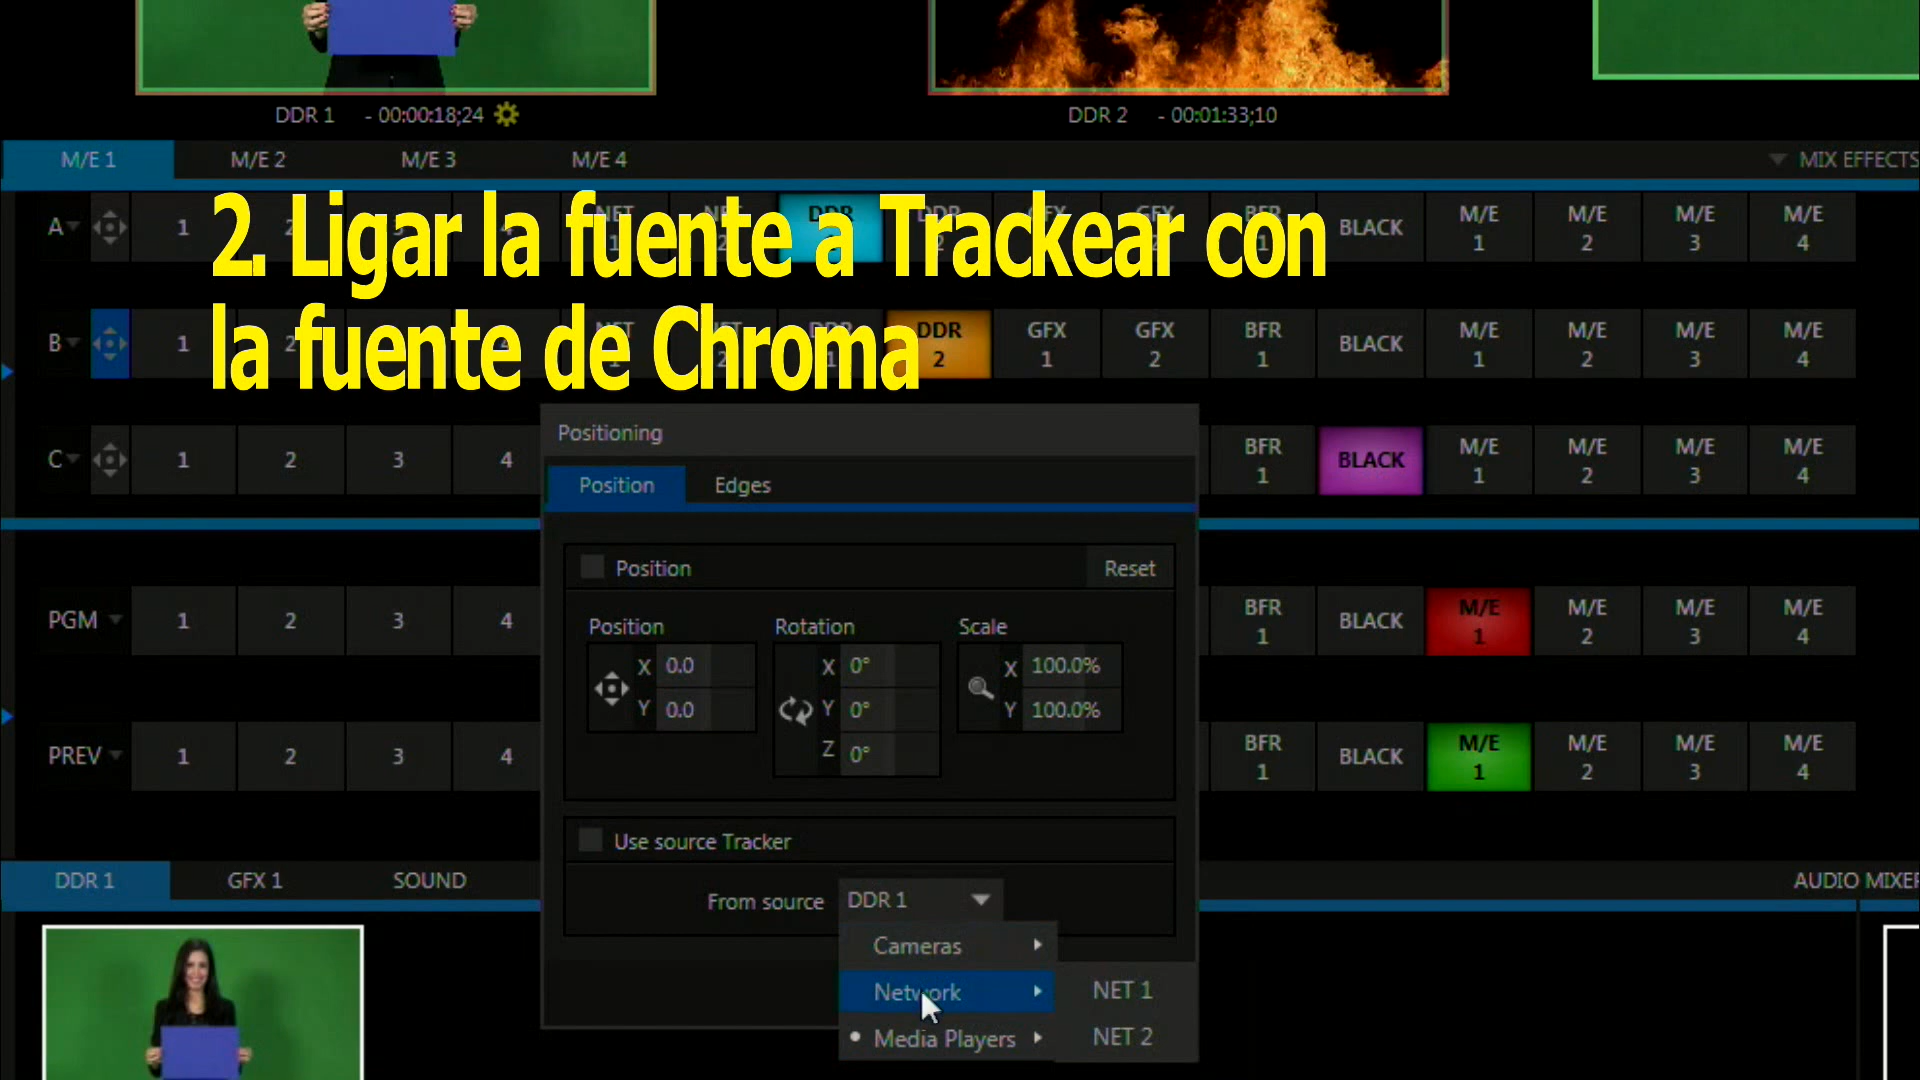 DDR 1 - 00:00:18;24
DDR 2 - 00:01:33;10
M/E 1 M/E 2 M/E 3 M/E 4 MIX EFFECTS
2. Ligar la fuente a Trackear con
la fuente de Chroma
A 1 2 DDR BLACK M/E 1 M/E 2 M/E 3 M/E 4
B 1 2 DDR 2 GFX 1 GFX 2 BFR 1 BLACK M/E 1 M/E 2 M/E 3 M/E 4
C 1 2 3 4 BFR 1 BLACK M/E 1 M/E 2 M/E 3 M/E 4
Positioning
Position Edges
Position Reset
Position Rotation Scale
X 0.0 X 0° X 100.0%
Y 0.0 Y 0° Y 100.0%
Z 0°
PGM 1 2 3 4 BFR 1 BLACK M/E 1 M/E 2 M/E 3 M/E 4
PREV 1 2 3 4 BFR 1 BLACK M/E 1 M/E 2 M/E 3 M/E 4
Use source Tracker
From source DDR 1
Cameras
Network
Media Players
NET 1
NET 2
DDR 1 GFX 1 SOUND AUDIO MIXER